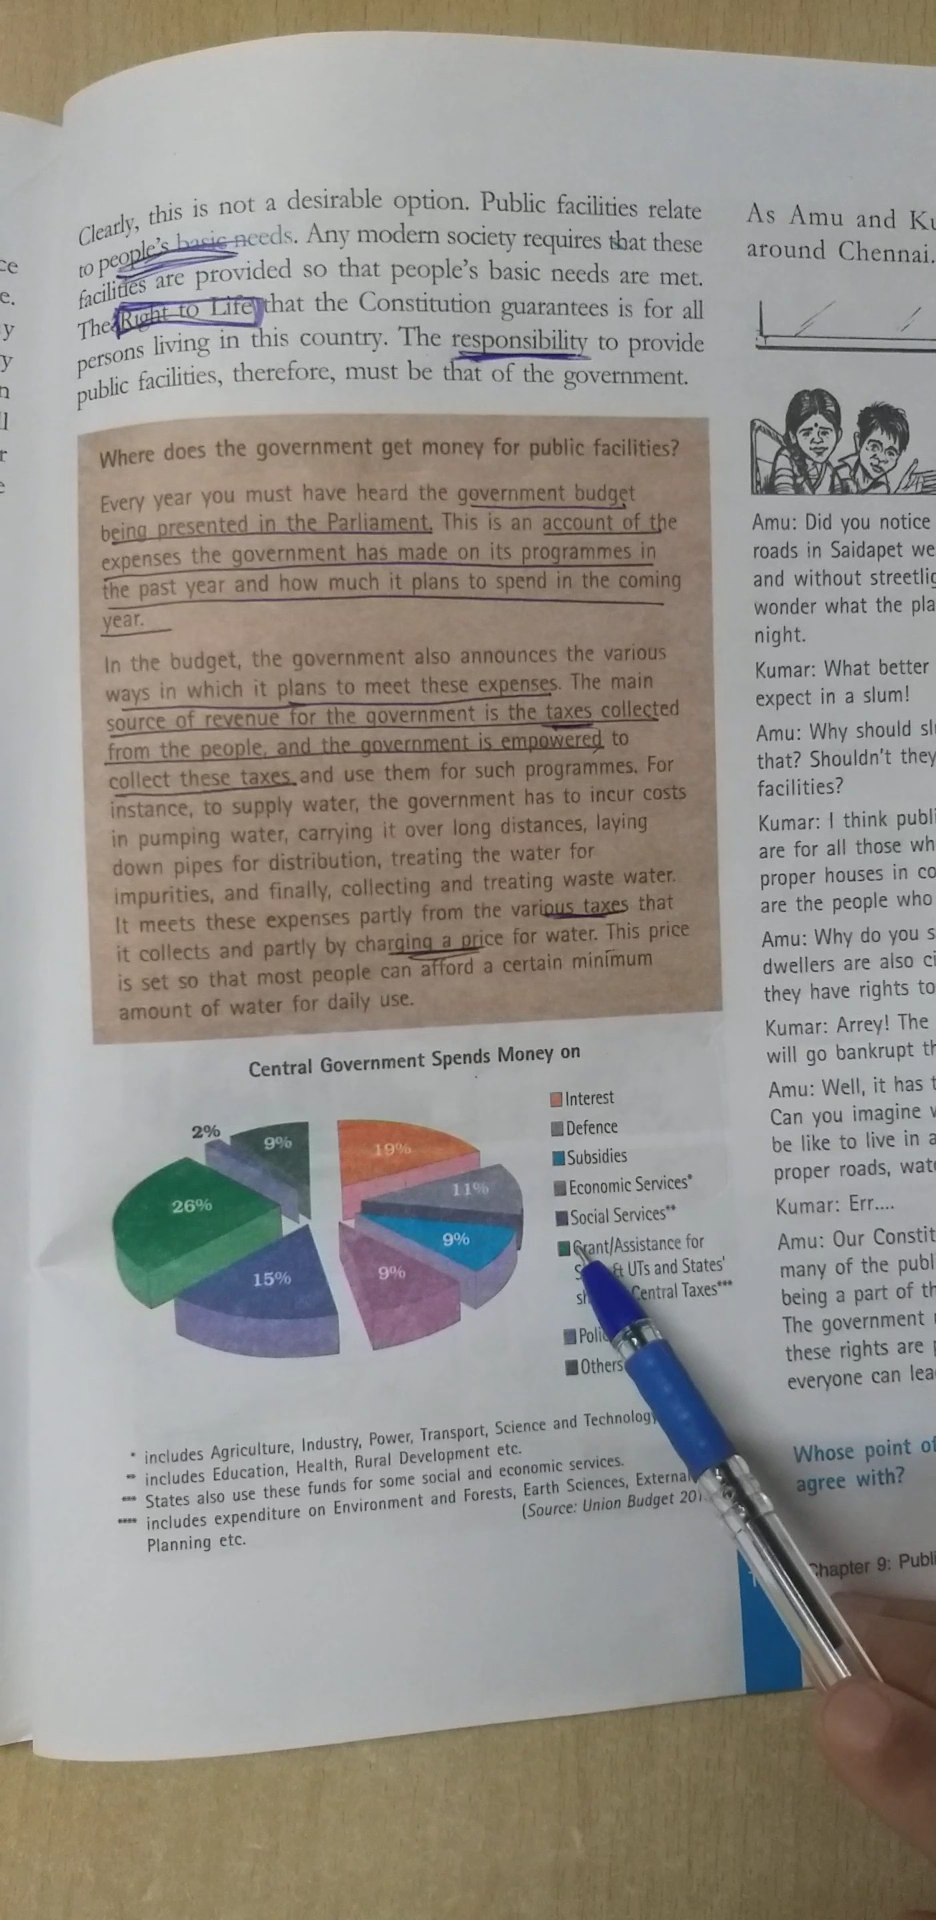 ce
e.
y
y
n
Clearly, this is not a desirable option. Public facilities relate
to people's basic needs. Any modern society requires that these
facilities are provided so that people's basic needs are met.
The Right to Life that the Constitution guarantees is for all
persons living in this country. The responsibility to provide
public facilities, therefore, must be that of the government.
Where does the government get money for public facilities?
Every year you must have heard the government budget
being presented in the Parliament. This is an account of the
expenses the government has made on its programmes in
the past year and how much it plans to spend in the coming
year.
In the budget, the government also announces the various
ways in which it plans to meet these expenses. The main
source of revenue for the government is the taxes collected
from the people, and the government is empowered to
collect these taxes and use them for such programmes. For
instance, to supply water, the government has to incur costs
in pumping water, carrying it over long distances, laying
down pipes for distribution, treating the water for
impurities, and finally, collecting and treating waste water.
It meets these expenses partly from the various taxes that
it collects and partly by charging a price for water. This price
is set so that most people can afford a certain minimum
amount of water for daily use.
Central Government Spends Money on
2%
9%
19%
11%
26%
9%
15%
9%
Interest
Defence
Subsidies
Economic Services*
Social Services**
Grant/Assistance for
& UTs and States'
Central Taxes***
Others
* includes Agriculture, Industry, Power, Transport, Science and Technology
** includes Education, Health, Rural Development etc.
*** States also use these funds for some social and economic services.
**** includes expenditure on Environment and Forests, Earth Sciences, External
Planning etc.
(Source: Union Budget 20
As Amu and Ku
around Chennai.
Amu: Did you notice
roads in Saidapet we
and without streetlig
wonder what the pla
night.
Kumar: What better
expect in a slum!
Amu: Why should slu
that? Shouldn't they
facilities?
Kumar: I think publi
are for all those wh
proper houses in co
are the people who
Amu: Why do you s
dwellers are also ci
they have rights to
Kumar: Arrey! The
will go bankrupt th
Amu: Well, it has t
Can you imagine w
be like to live in a
proper roads, wate
Kumar: Err....
Amu: Our Constit
many of the publ
being a part of th
The government
these rights are
everyone can lea
Whose point of
agree with?
Chapter 9: Publi